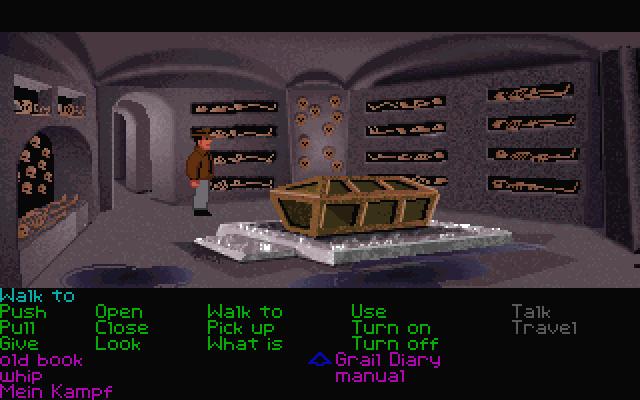 Walk to
Push Open Walk to Use Talk
Pull Close Pick up Turn on Travel
Give Look What is Turn off
old book Grail Diary
whip manual
Mein Kampf